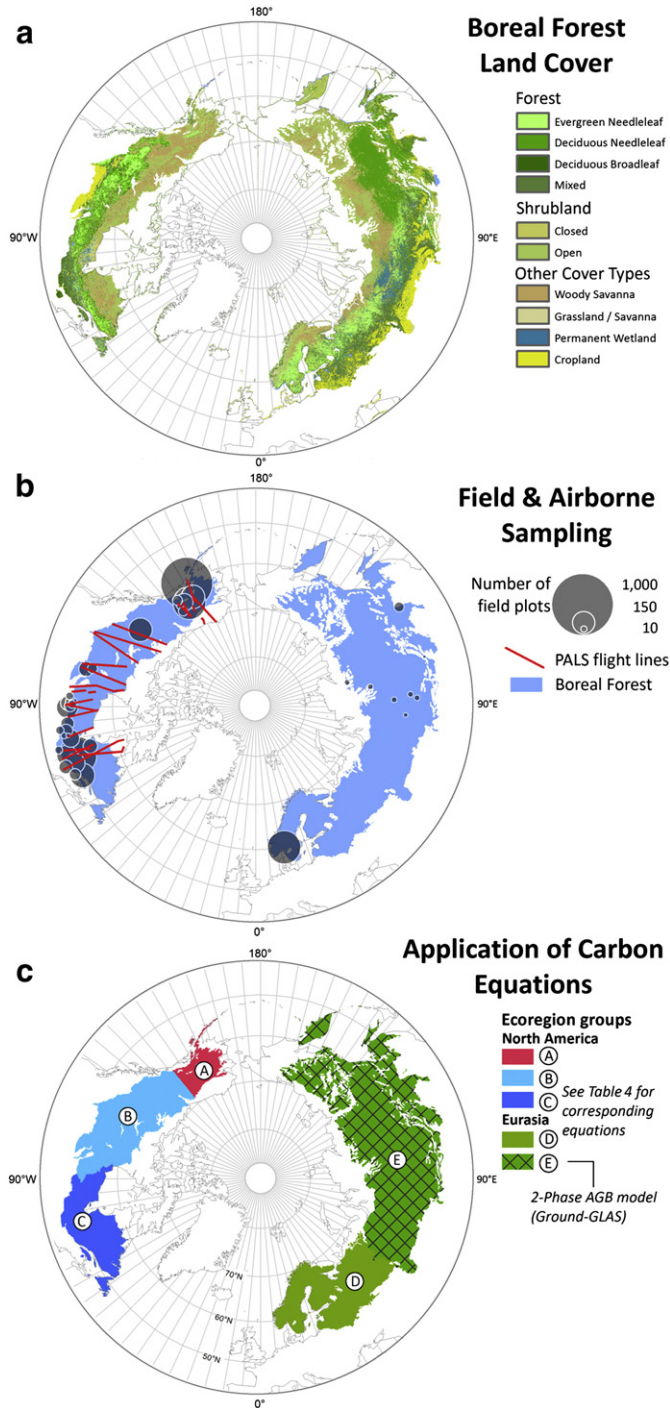 a
180°
Boreal Forest
Land Cover
Forest
Evergreen Needleleaf
Deciduous Needleleaf
Deciduous Broadleaf
Mixed
Shrubland
Closed
Open
Other Cover Types
Woody Savanna
Grassland / Savanna
Permanent Wetland
Cropland
90°W
90°E
0°
b
180°
Field & Airborne
Sampling
Number of
field plots
1,000
150
10
PALS flight lines
Boreal Forest
90°W
90°E
0°
c
180°
Application of Carbon
Equations
Ecoregion groups
North America
A
B
C
See Table 4 for
corresponding
equations
Eurasia
D
E
2-Phase AGB model
(Ground-GLAS)
A
B
C
D
E
90°W
90°E
70°N
60°N
50°N
0°